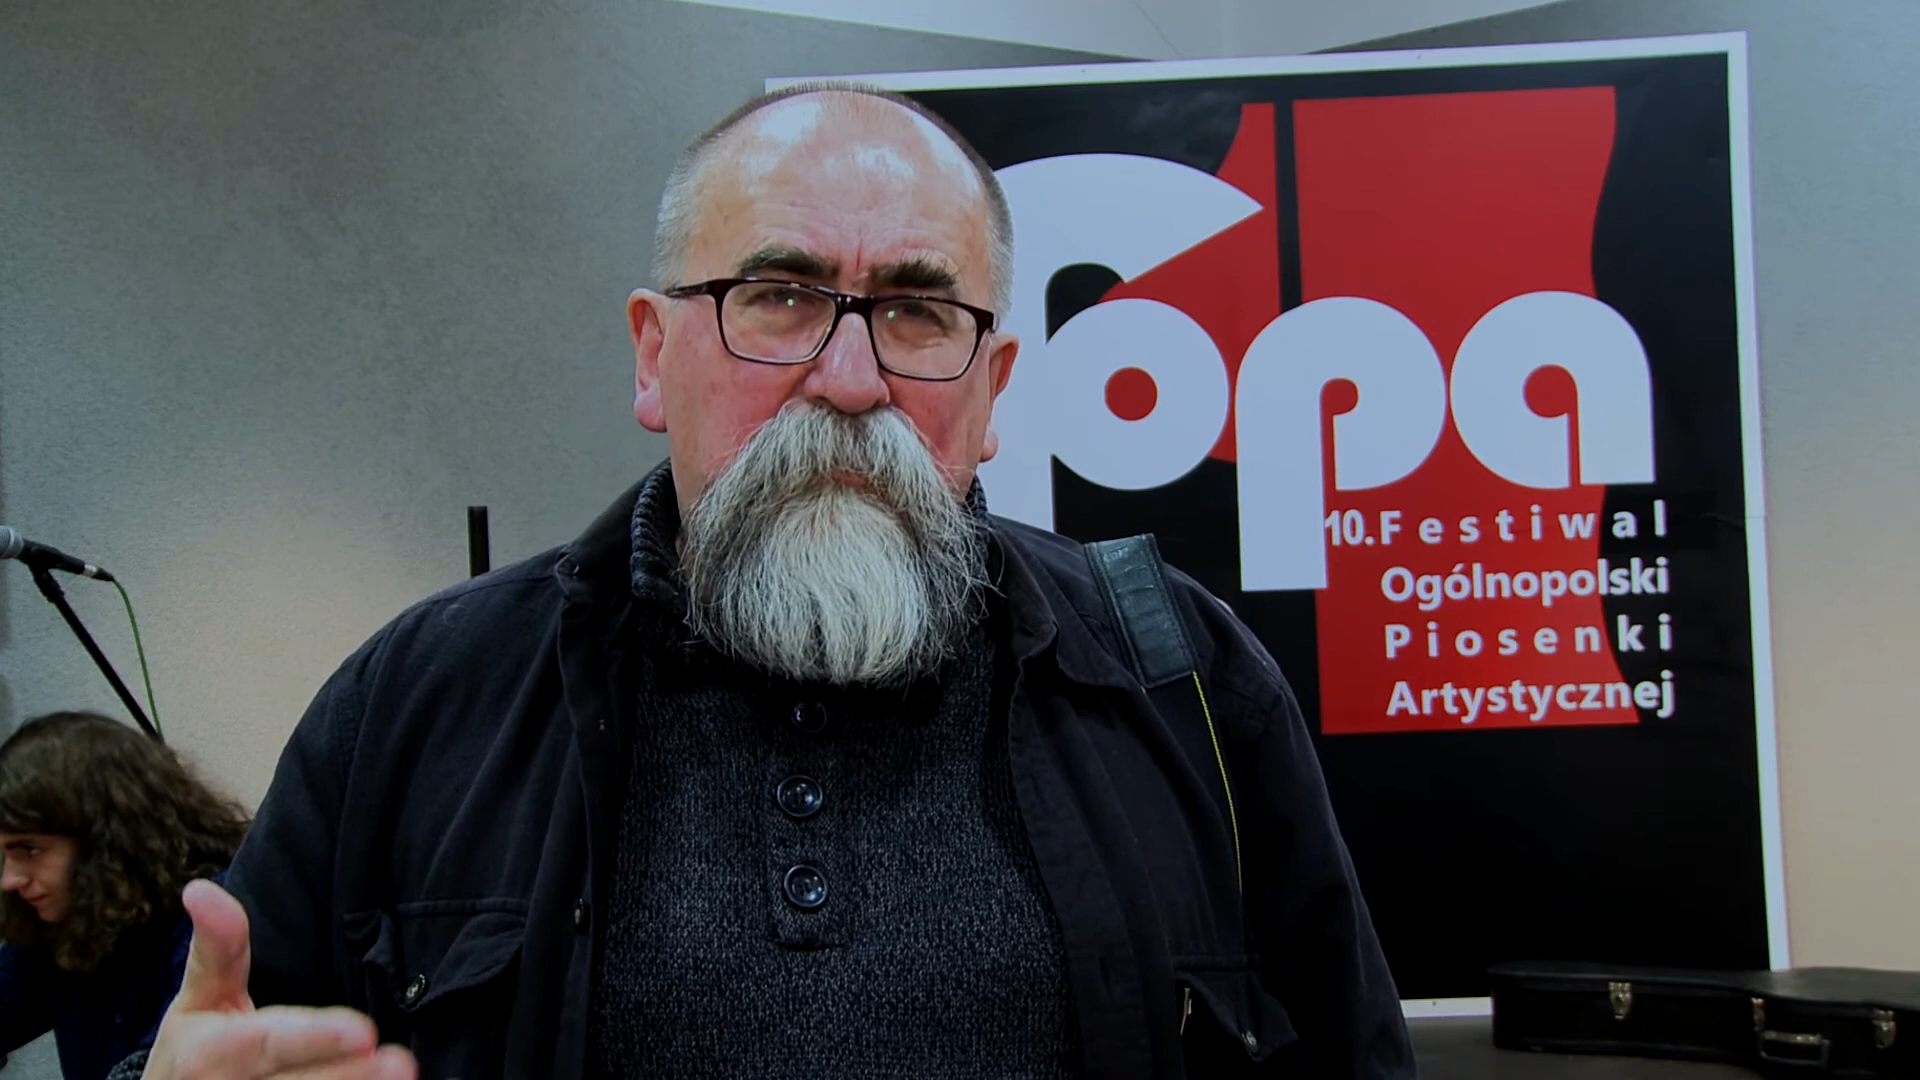 fopa
10. Festiwal
Ogólnopolski
Piosenki
Artystycznej